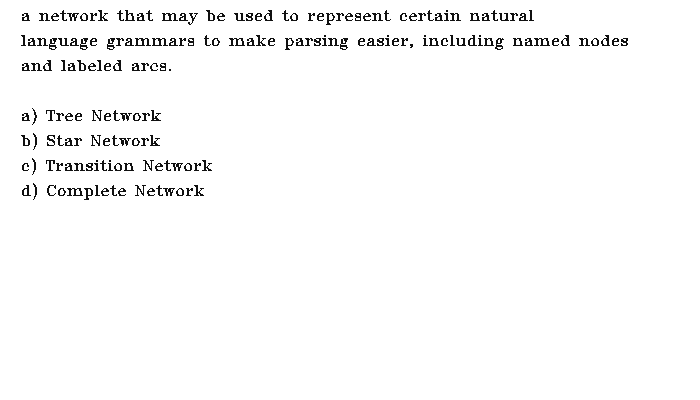 a network that may be used to represent certain natural
language grammars to make parsing easier, including named nodes
and labeled arcs.
a) Tree Network
b) Star Network
c) Transition Network
d) Complete Network